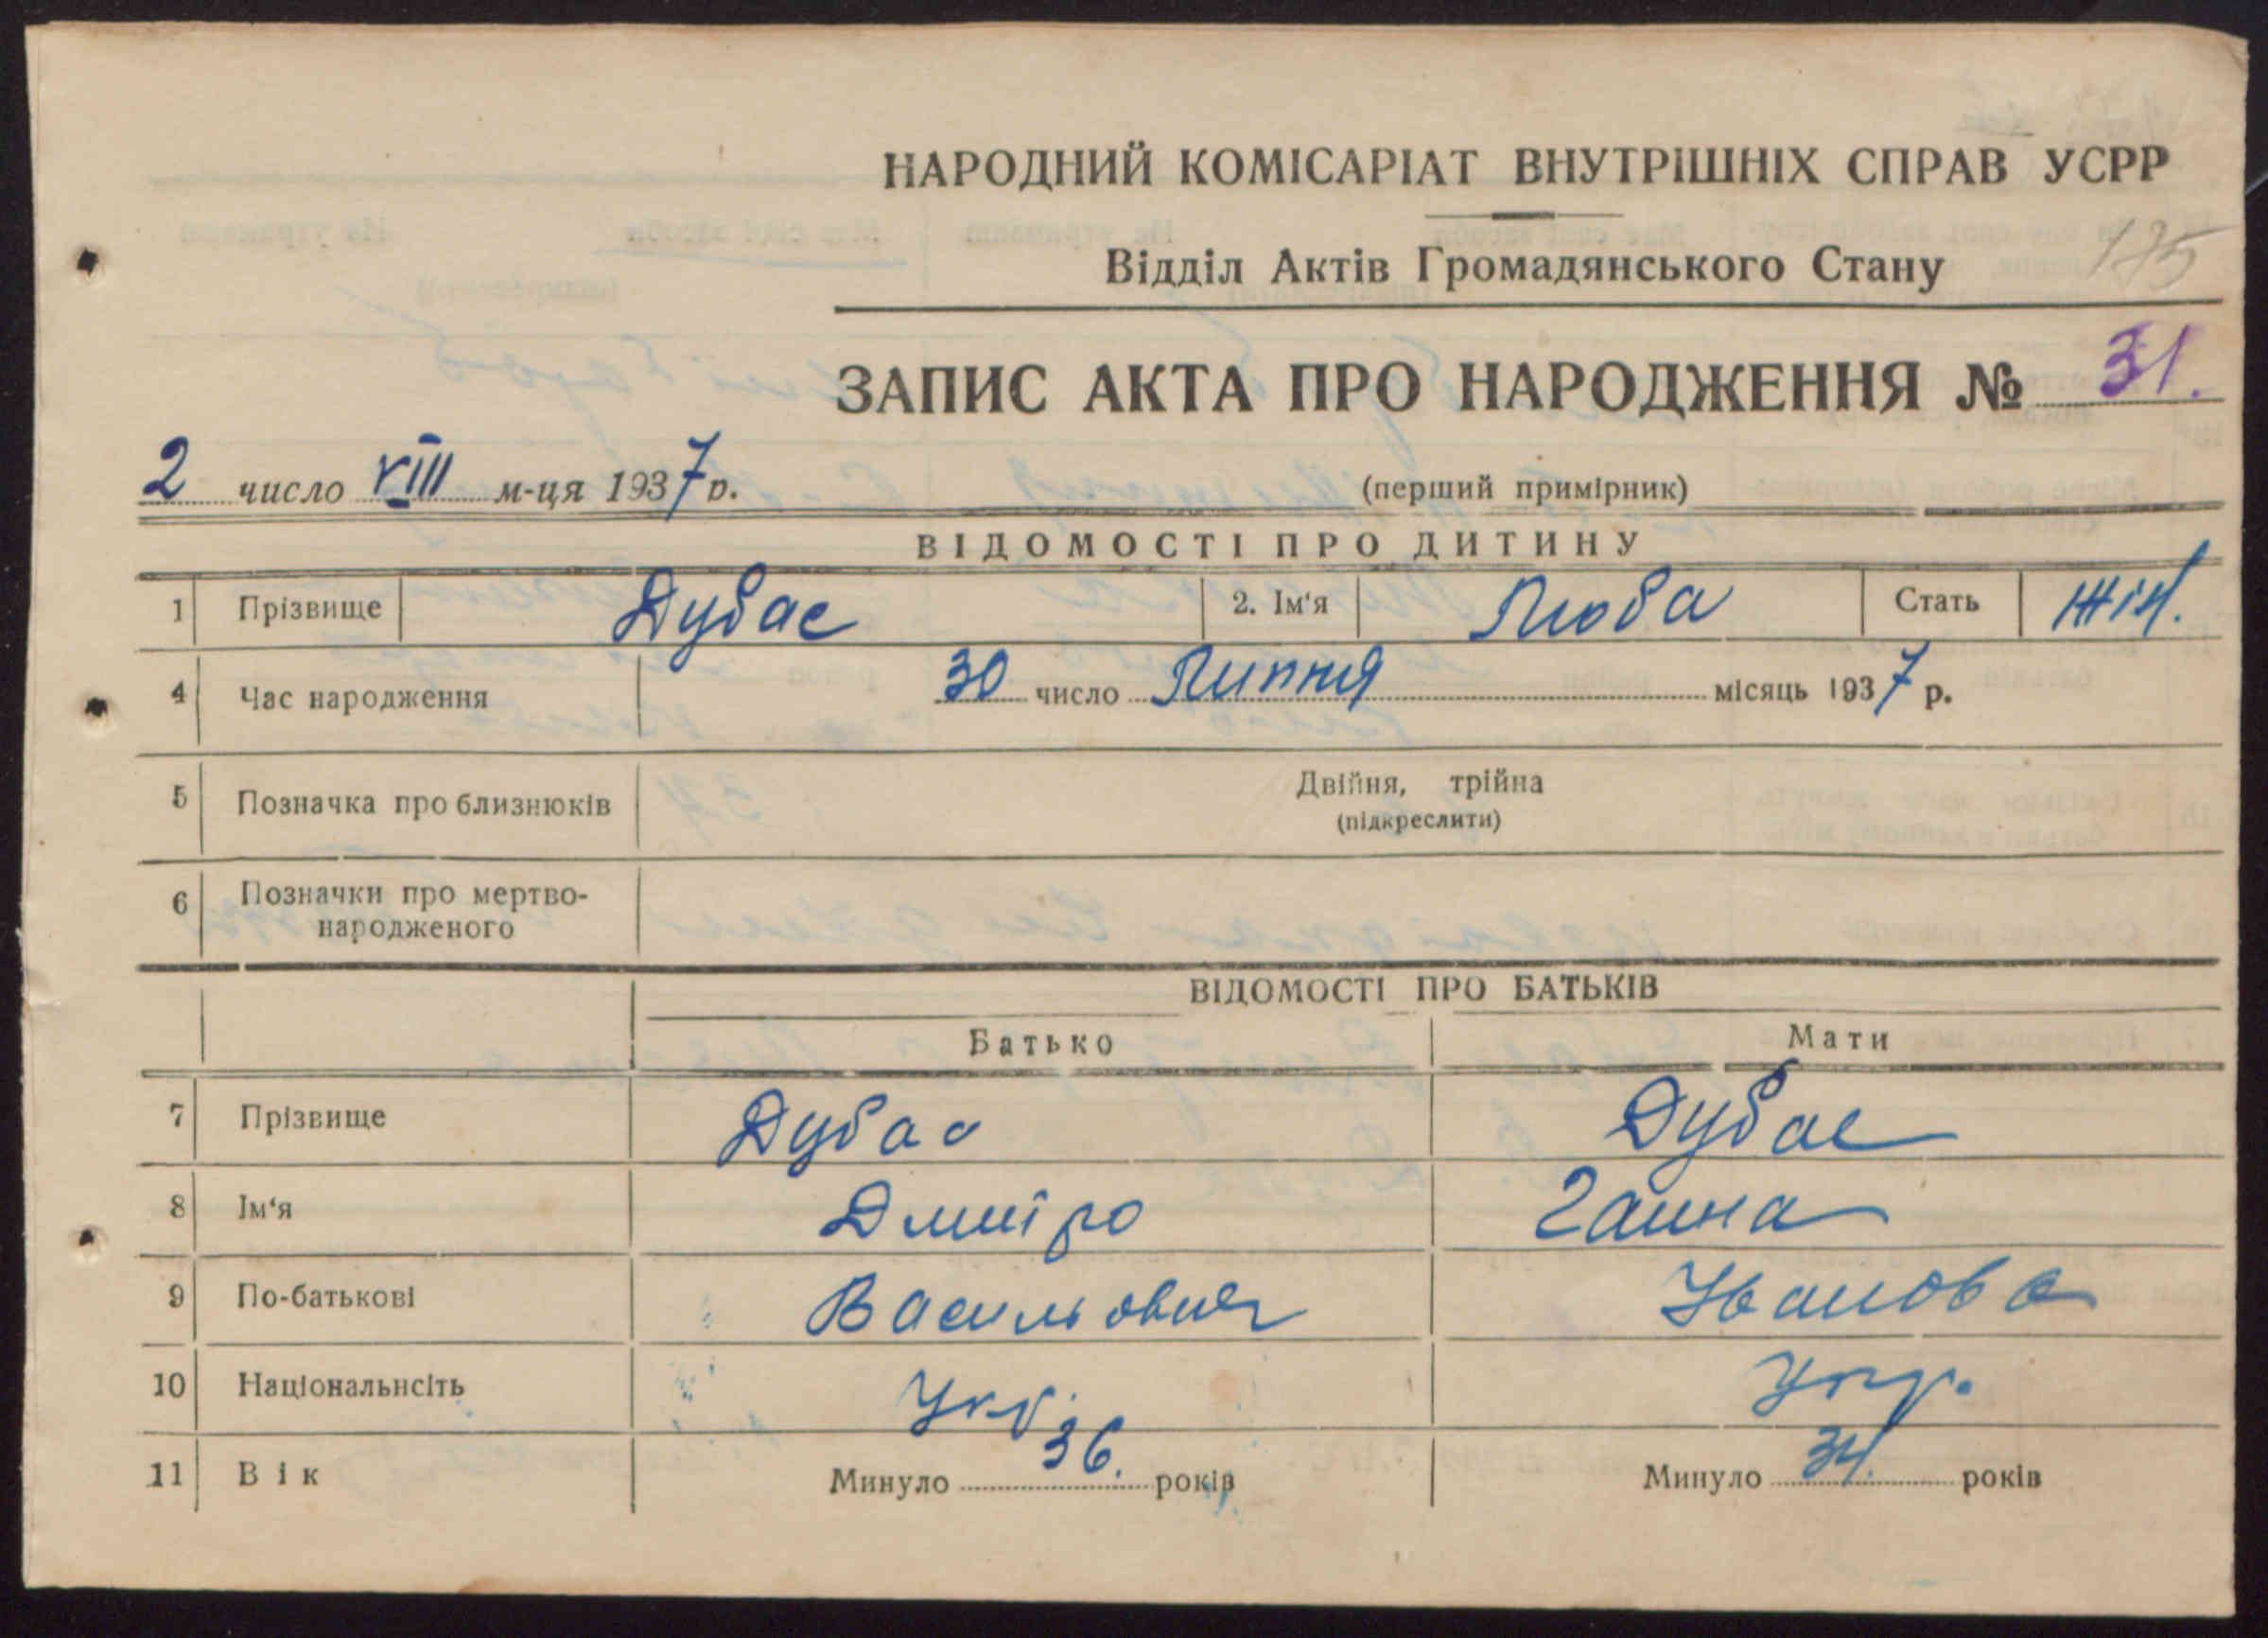 НАРОДНИЙ КОМІСАРІАТ ВНУТРІШНІХ СПРАВ УСРР
Відділ Актів Громадянського Стану
175
ЗАПИС АКТА ПРО НАРОДЖЕННЯ № 31.
2 число VIII м-ця 1937 р.
(перший примірник)
ВІДОМОСТІ ПРО ДИТИНУ
1 Прізвище Дубас 2. Ім'я Люба Стать жін.
4 Час народження 30 число Липня місяць 1937 р.
5 Позначка про близнюків Двійня, трійна
(підкреслити)
6 Позначки про мертво-
народженого
ВІДОМОСТІ ПРО БАТЬКІВ
Батько Мати
7 Прізвище Дубас Дубас
8 Ім'я Дмитро Ганна
9 По-батькові Васильович Іванова
10 Національнсіть Укр. Укр.
11 Вік Минуло 36. років Минуло 34. років